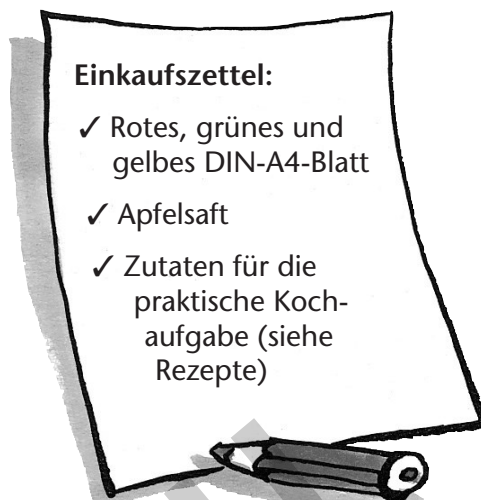 Einkaufszettel:
✓ Rotes, grünes und
gelbes DIN-A4-Blatt
✓ Apfelsaft
✓ Zutaten für die
praktische Koch-
aufgabe (siehe
Rezepte)